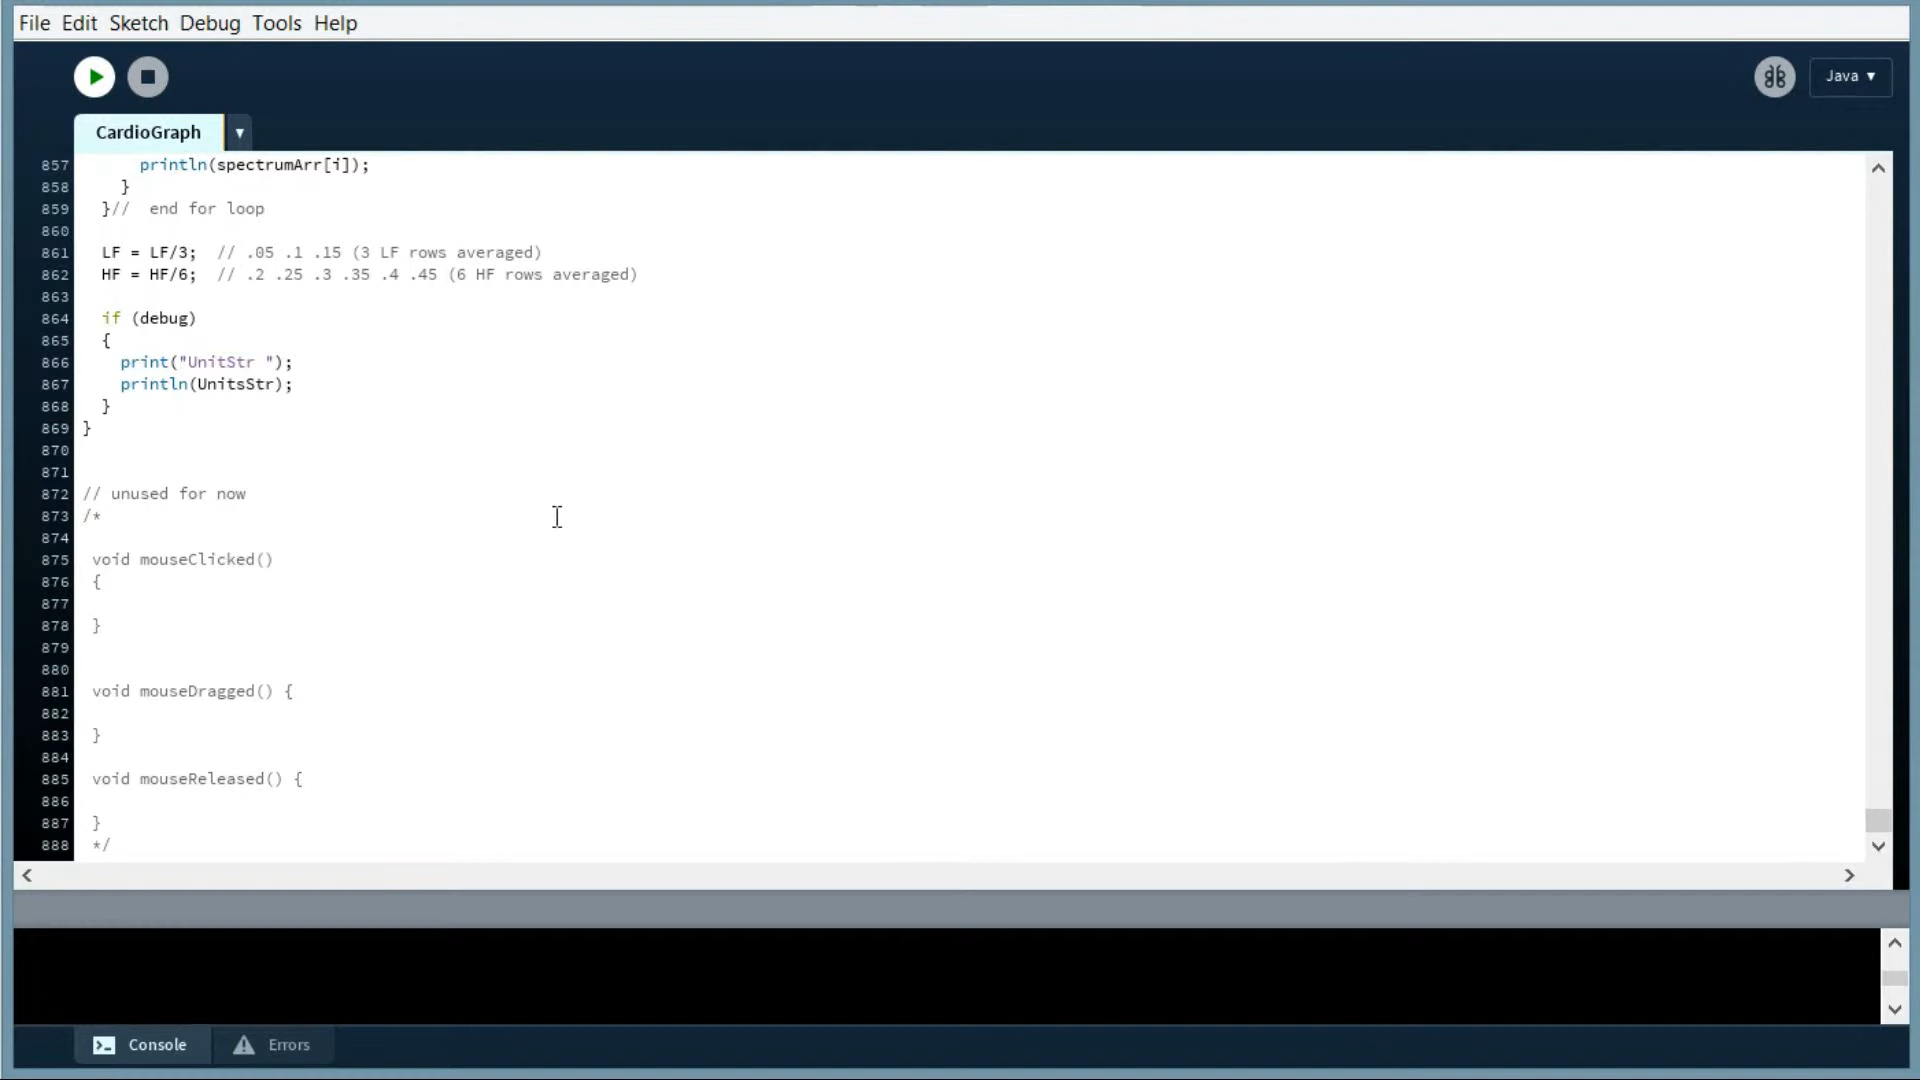 File Edit Sketch Debug Tools Help
Java ▼
CardioGraph ▼
857 println(spectrumArr[i]);
858 }
859 }//  end for loop
860
861 LF = LF/3;  // .05 .1 .15 (3 LF rows averaged)
862 HF = HF/6;  // .2 .25 .3 .35 .4 .45 (6 HF rows averaged)
863
864 if (debug)
865 {
866 print("UnitStr ");
867 println(UnitsStr);
868 }
869 }
870
871
872 // unused for now
873 /*
874
875 void mouseClicked()
876 {
877
878 }
879
880
881 void mouseDragged() {
882
883 }
884
885 void mouseReleased() {
886
887 }
888 */
Console Errors